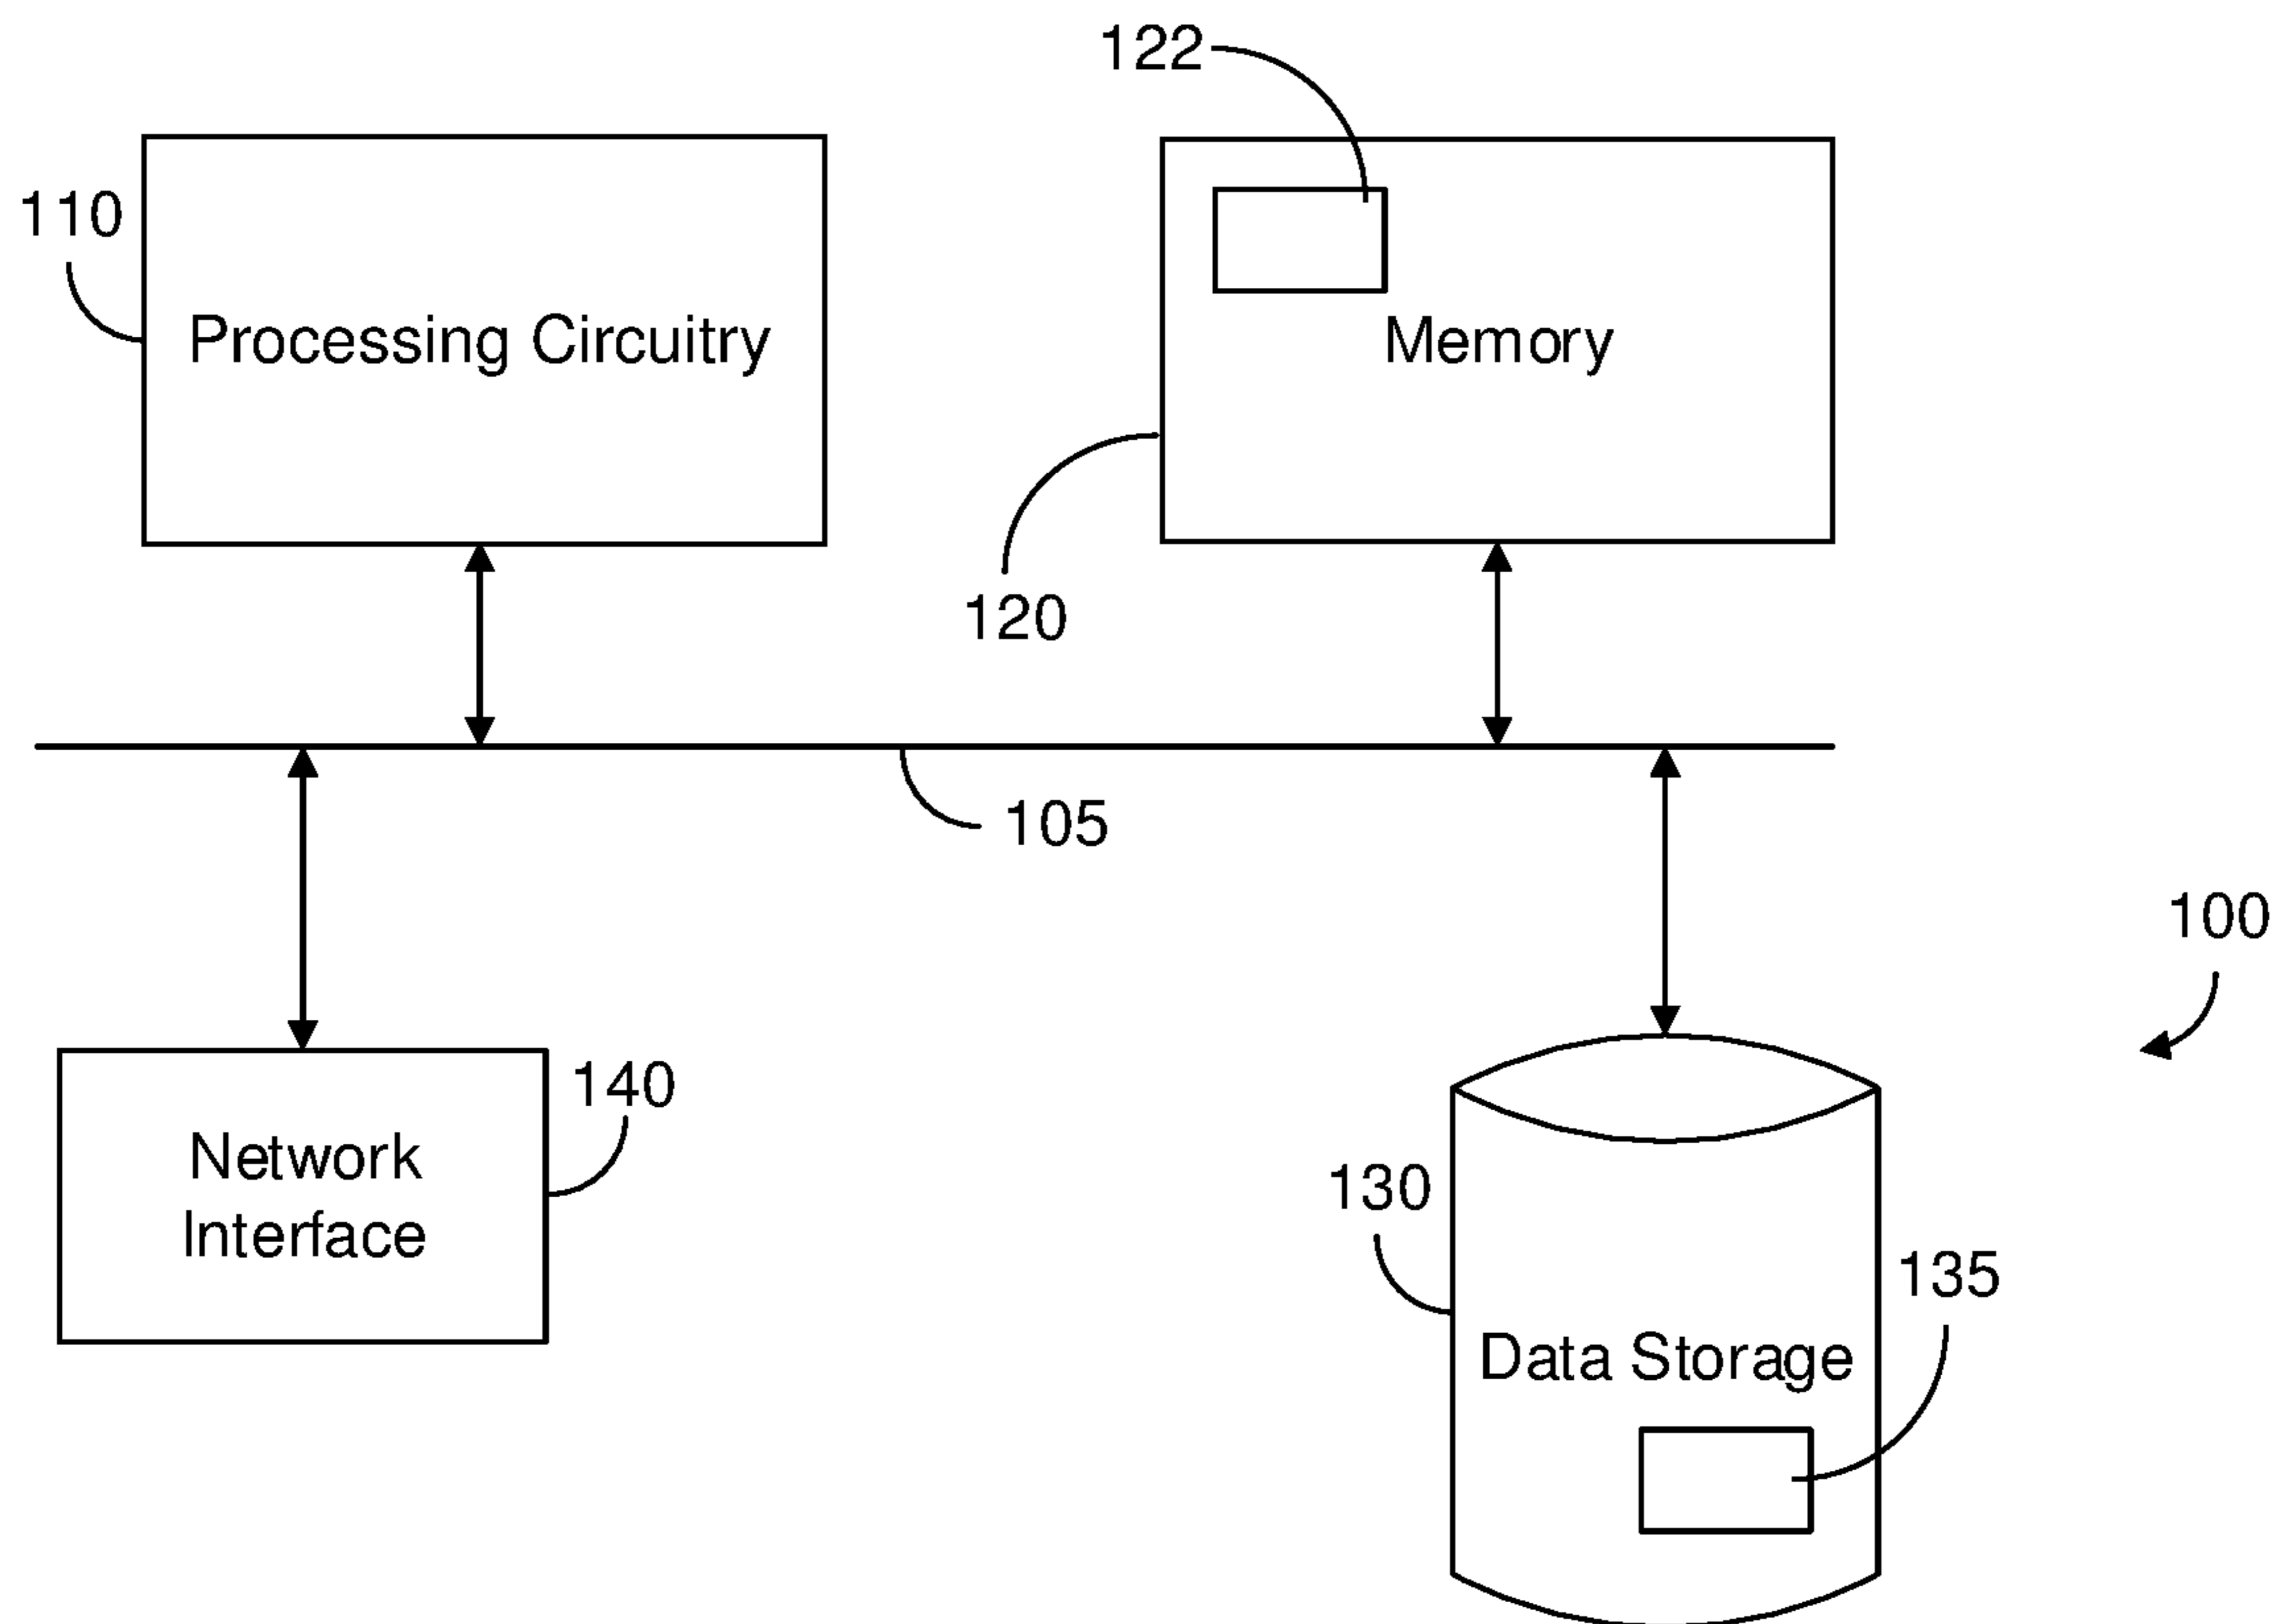 122
110
Processing Circuitry
Memory
120
105
100
140
Network
Interface
130
135
Data Storage